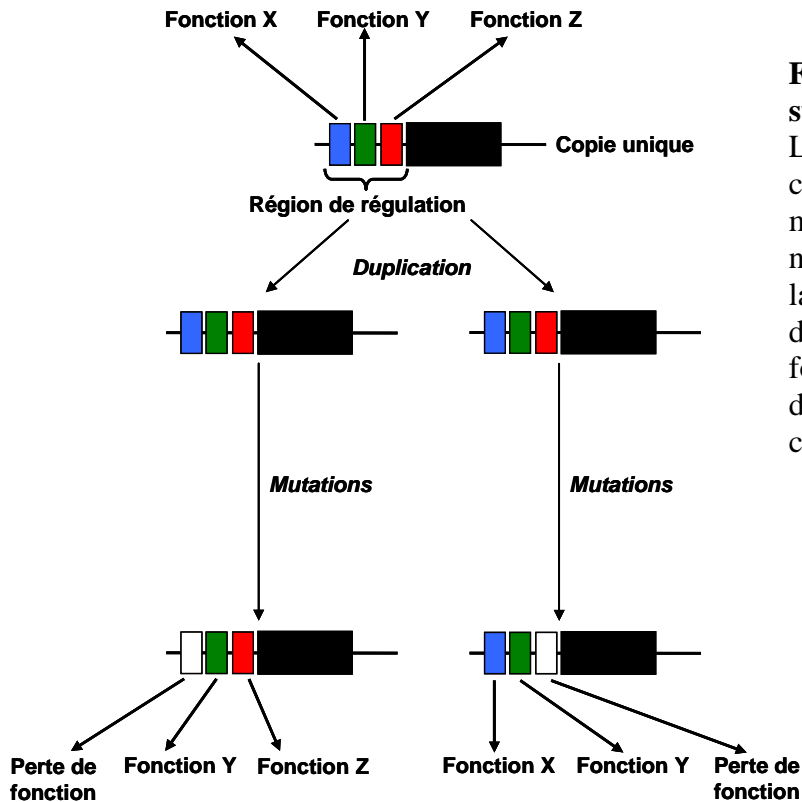 Fonction X
Fonction Y
Fonction Z
Copie unique
Région de régulation
Duplication
Mutations
Mutations
Perte de
fonction
Fonction Y
Fonction Z
Fonction X
Fonction Y
Perte de
fonction